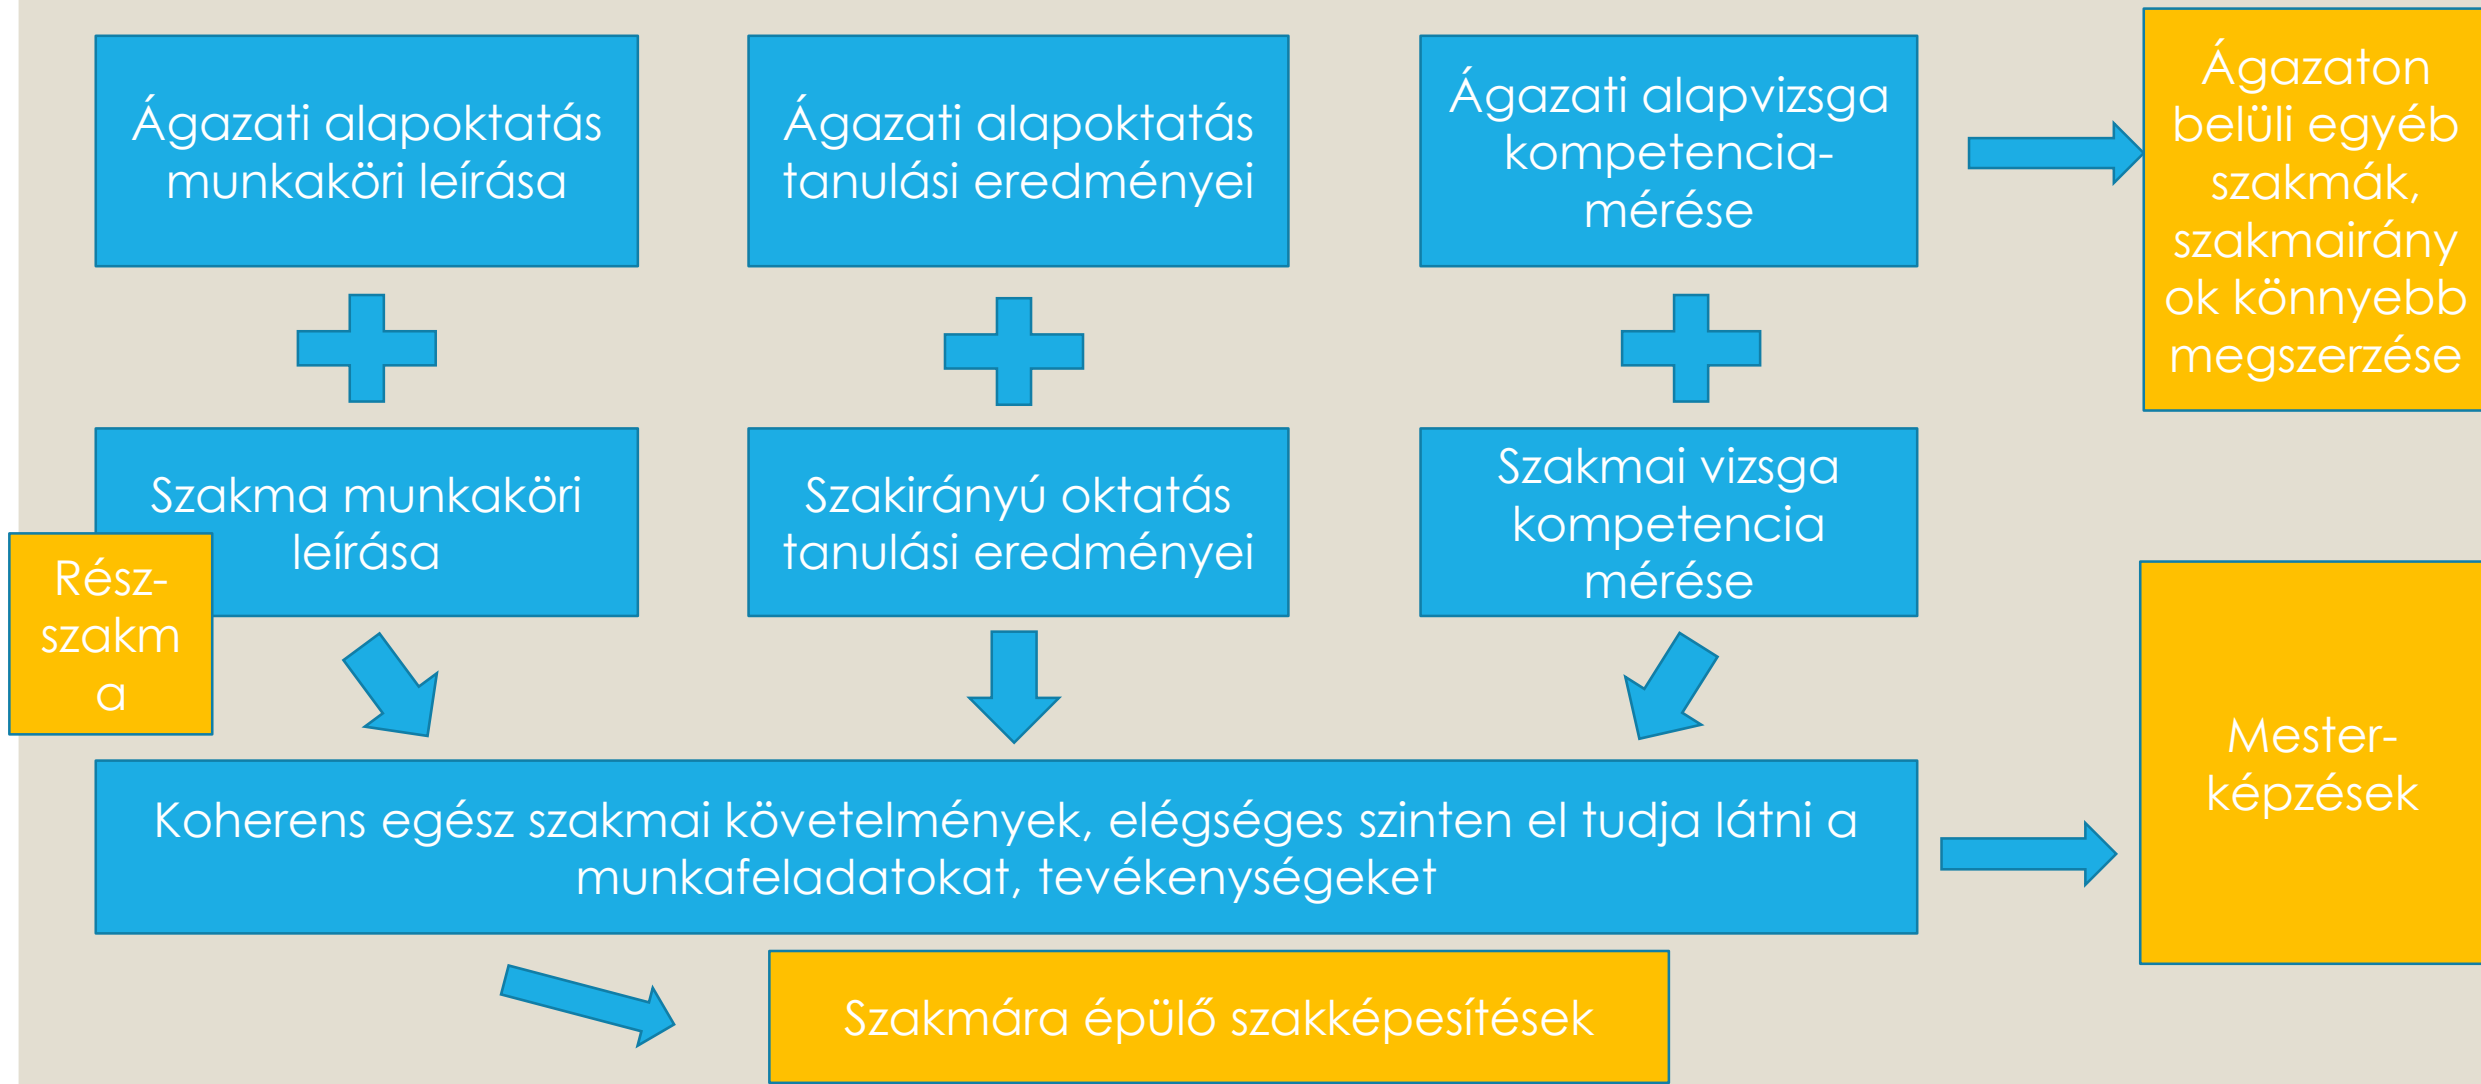 Ágazati alapoktatás
munkaköri leírása
Ágazati alapoktatás
tanulási eredményei
Ágazati alapvizsga
kompetencia-
mérése
Ágazaton
belüli egyéb
szakmák,
szakmairány
ok könnyebb
megszerzése
Szakma munkaköri
leírása
Szakirányú oktatás
tanulási eredményei
Szakmai vizsga
kompetencia
mérése
Rész-
szakm
a
Mester-
képzések
Koherens egész szakmai követelmények, elégséges szinten el tudja látni a
munkafeladatokat, tevékenységeket
Szakmára épülő szakképesítések